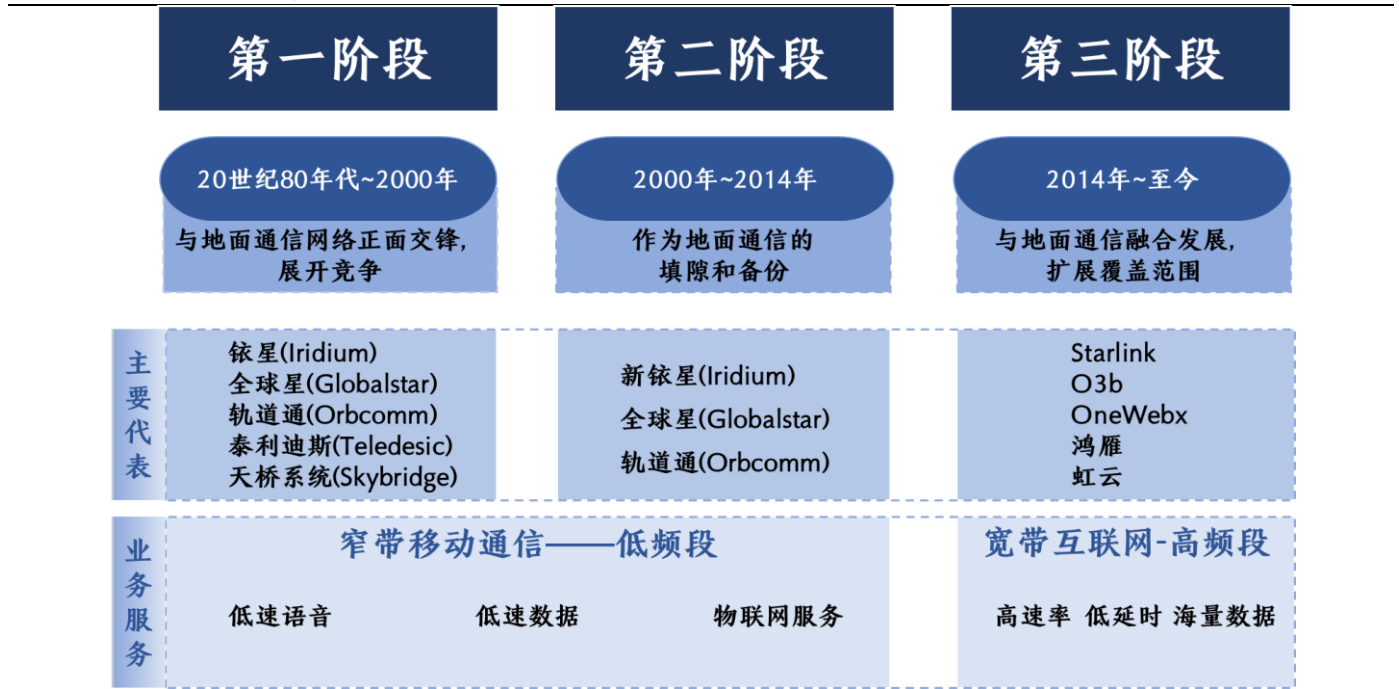 第一阶段
第二阶段
第三阶段
20世纪80年代~2000年
2000年~2014年
2014年~至今
与地面通信网络正面交锋,
展开竞争
作为地面通信的
填隙和备份
与地面通信融合发展,
扩展覆盖范围
主要代表
铱星(Iridium)
全球星(Globalstar)
轨道通(Orbcomm)
泰利迪斯(Teledesic)
天桥系统(Skybridge)
新铱星(Iridium)
全球星(Globalstar)
轨道通(Orbcomm)
Starlink
O3b
OneWebx
鸿雁
虹云
业务服务
窄带移动通信——低频段
低速语音
低速数据
物联网服务
宽带互联网-高频段
高速率 低延时 海量数据